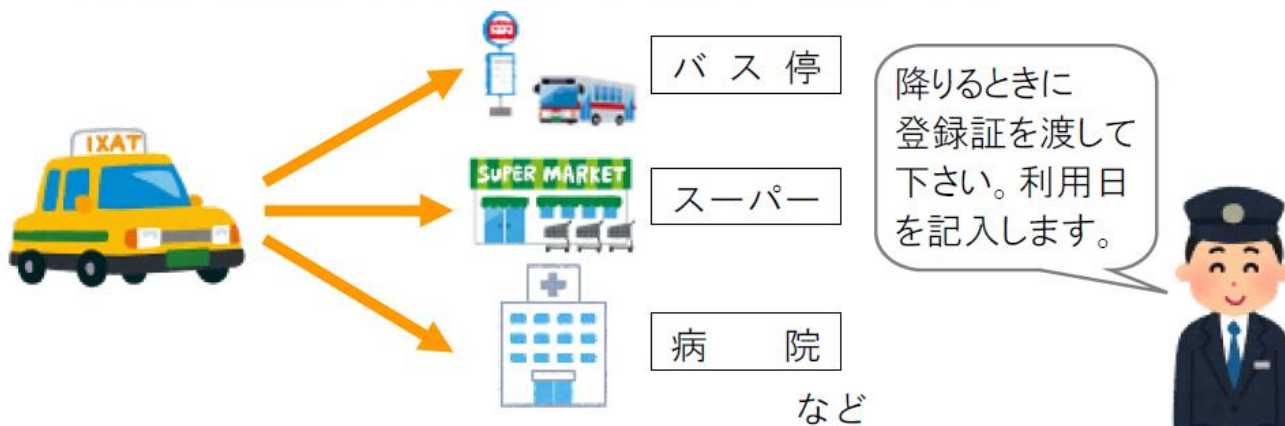 IXAT
バス停
SUPER MARKET
スーパー
病院
など
降りるときに
登録証を渡して
下さい。利用日
を記入します。